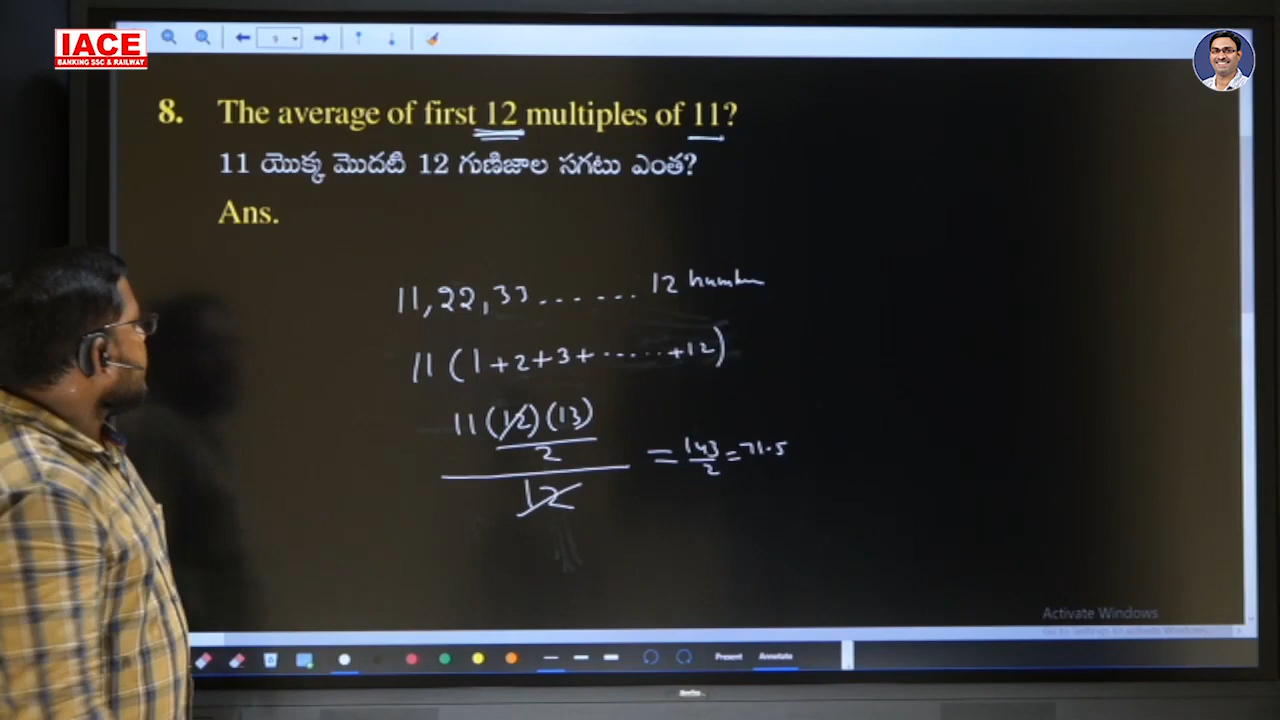 IACE
BANKING SSC & RAILWAY
9
8. The average of first 12 multiples of 11?
11 యొక్క మొదటి 12 గుణిజాల సగటు ఎంత?
Ans.
11, 22, 33 ....... 12
11 (1+2+3+ ...... +12)
11 (12) (13)
2
12
= 143/2 = 71.5
Activate Windows
Present Annotate